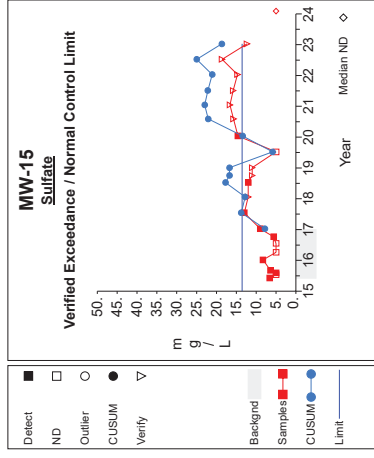 MW-15
Sulfate
Verified Exceedance / Normal Control Limit
50.
45.
40.
35.
30.
25.
20.
15.
10.
5.
0.
m
g
/
L
15
16
17
18
19
20
21
22
23
24
Year
Median ND
Detect
ND
Outlier
CUSUM
Verify
Backgnd
Samples
CUSUM
Limit